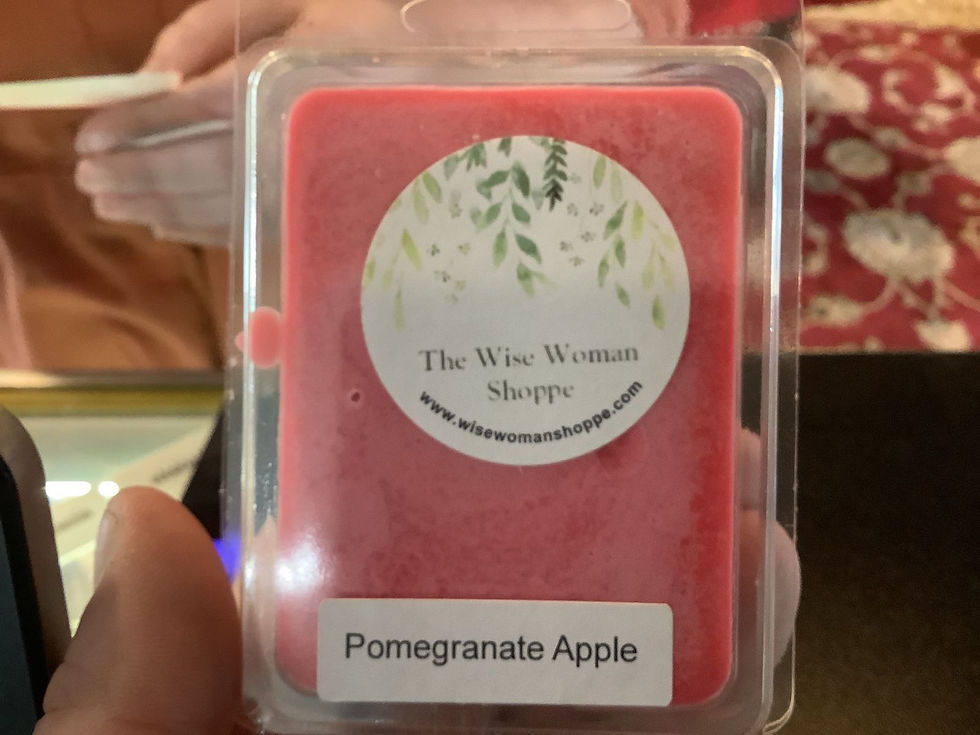 The Wise Woman
Shoppe
www.wisewomanshoppe.com
Pomegranate Apple